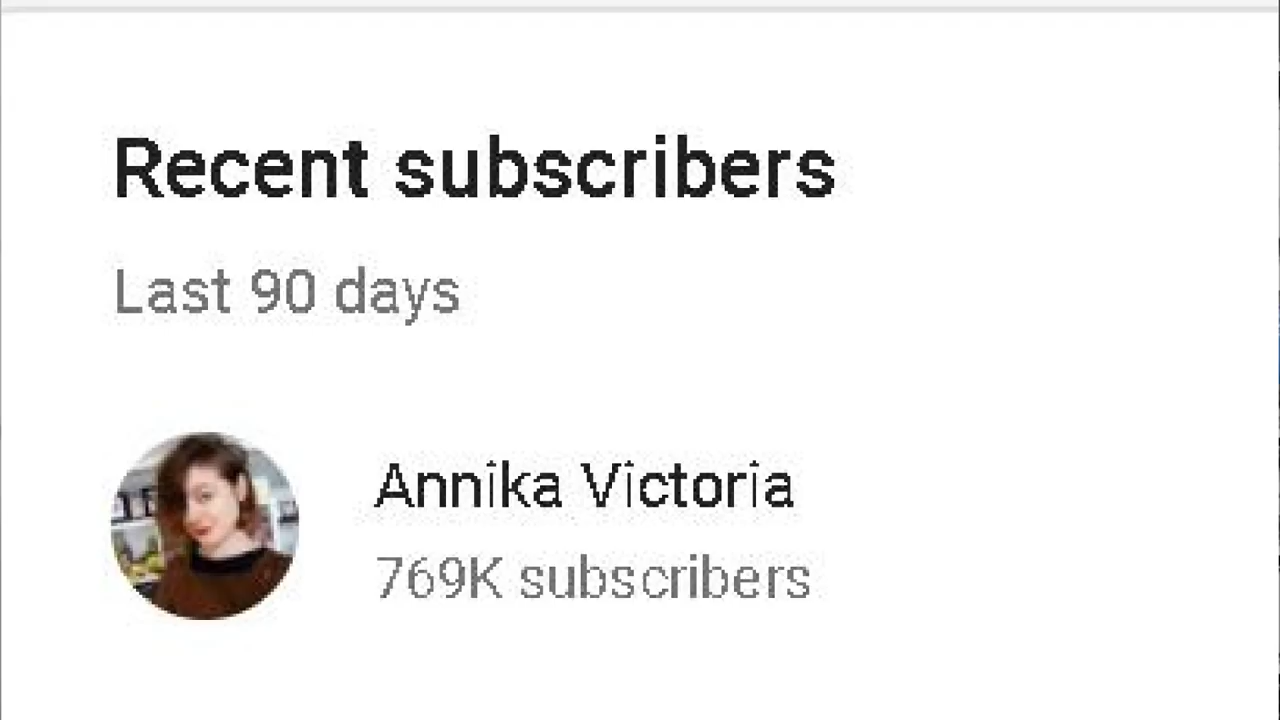 Recent subscribers
Last 90 days
Annika Victoria
769K subscribers